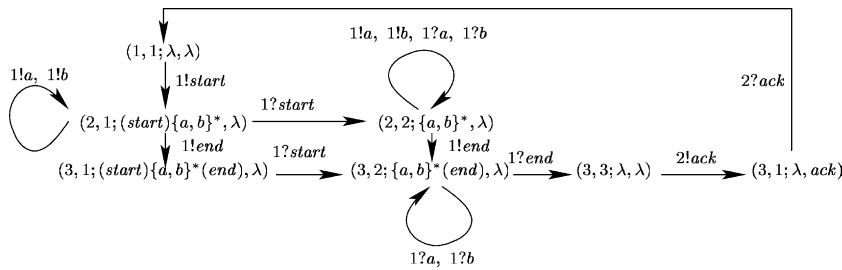 1!a, 1!b, 1?a, 1?b
(1, 1; λ, λ)
1!a, 1!b
1!start
2?ack
1?start
(2, 1; (start){a, b}*, λ)
(2, 2; {a, b}*, λ)
1!end
1?start
1!end
1?end
2!ack
(3, 1; (start){a, b}*(end), λ)
(3, 2; {a, b}*(end), λ)
(3, 3; λ, λ)
(3, 1; λ, ack)
1?a, 1?b